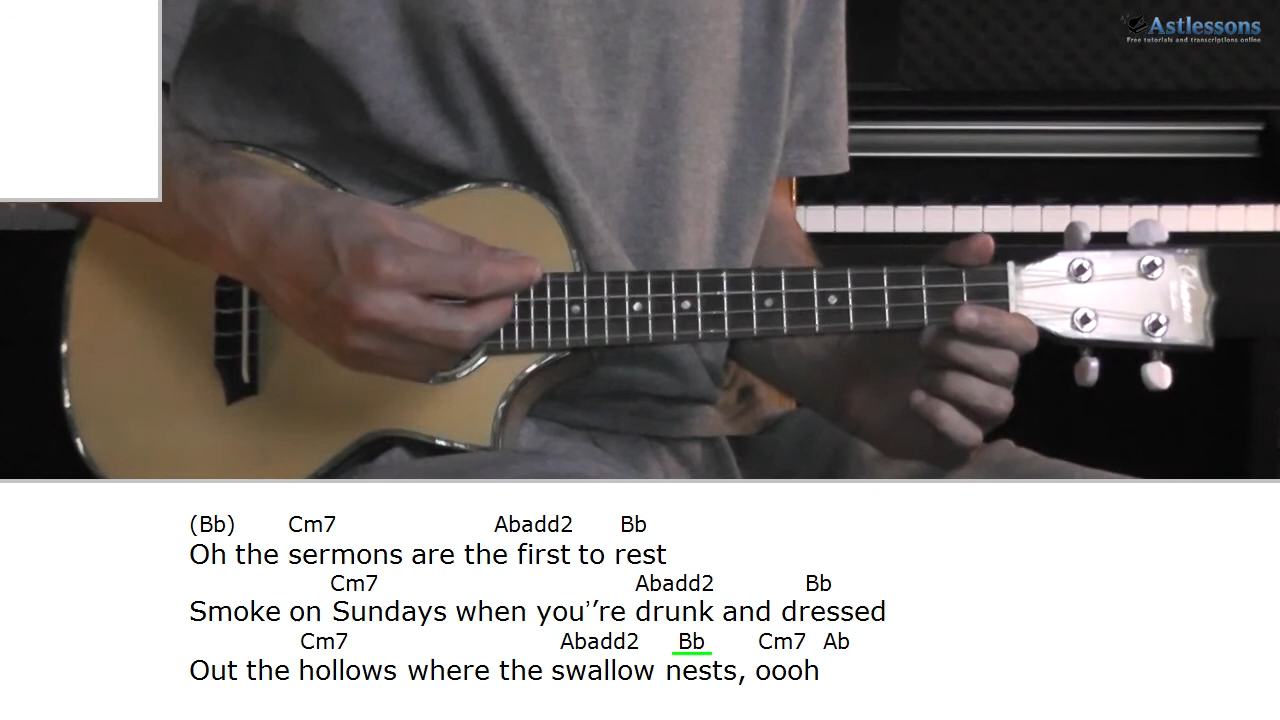 Astlessons
Free tutorials and transcriptions online
(Bb) Cm7 Abadd2 Bb
Oh the sermons are the first to rest
Cm7 Abadd2 Bb
Smoke on Sundays when you’’re drunk and dressed
Cm7 Abadd2 Bb Cm7 Ab
Out the hollows where the swallow nests, oooh